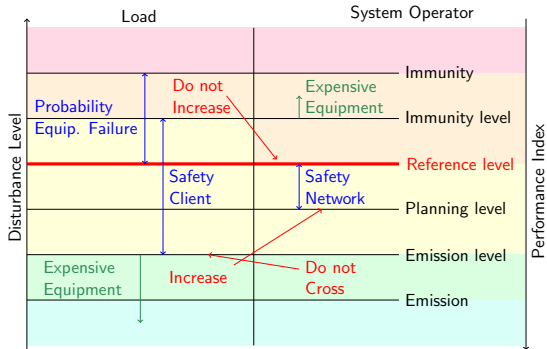 Load
System Operator
Disturbance Level
Performance Index
Immunity
Do not
Increase
Expensive
Equipment
Probability
Equip. Failure
Immunity level
Reference level
Safety
Client
Safety
Network
Planning level
Emission level
Expensive
Equipment
Increase
Do not
Cross
Emission